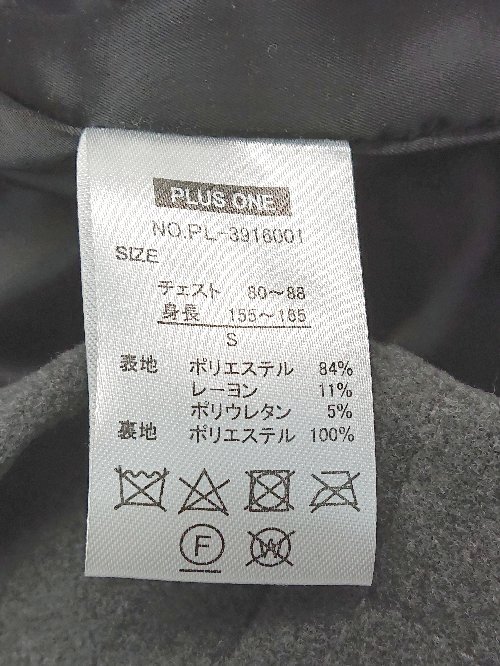 PLUS ONE
NO.PL-3916001
SIZE
チェスト 80～88
身長 155～165
S
表地 ポリエステル 84%
レーヨン 11%
ポリウレタン 5%
裏地 ポリエステル 100%
F W